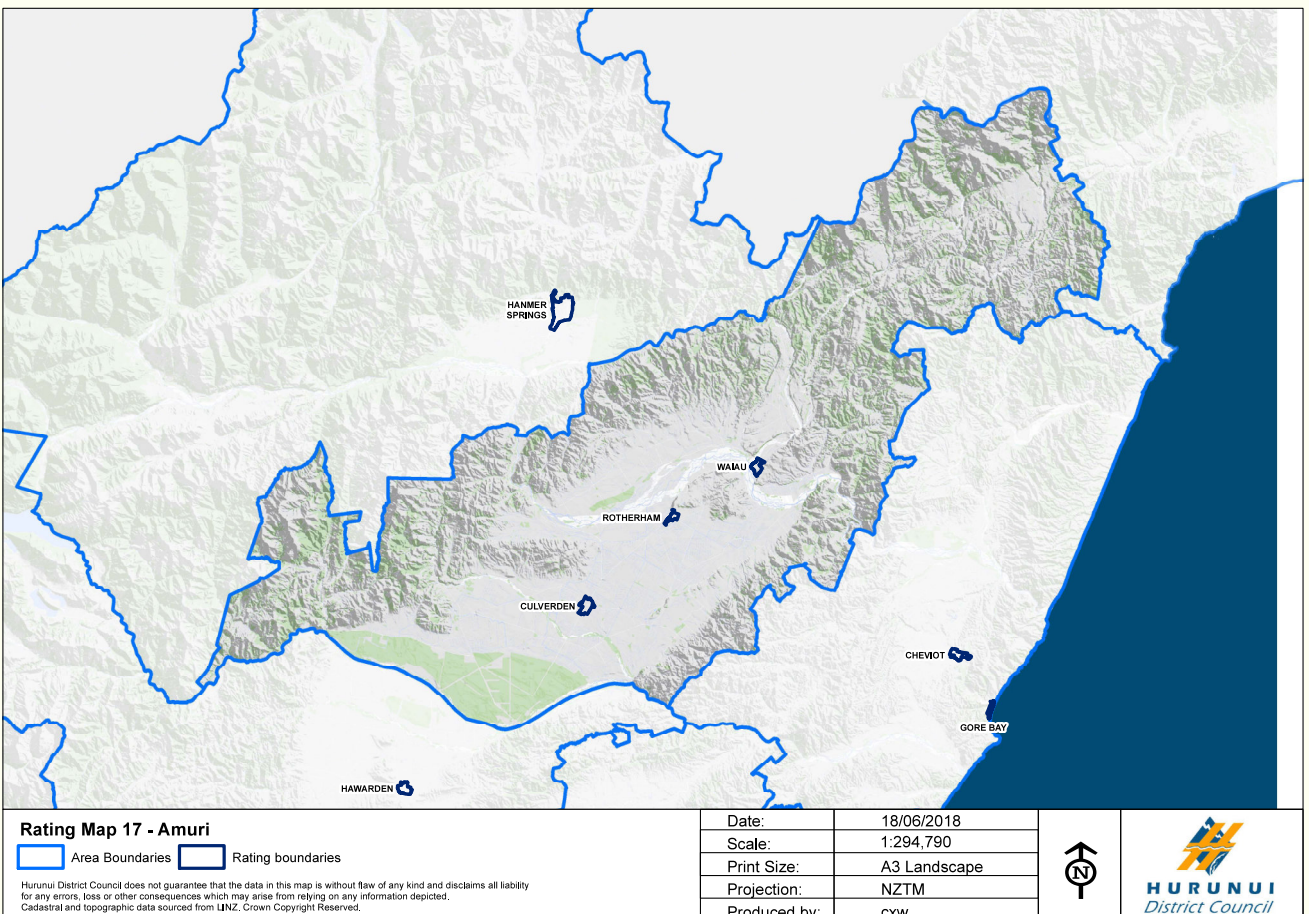 HANMER
SPRINGS
WAIAU
ROTHERHAM
CULVERDEN
CHEVIOT
GORE BAY
HAWARDEN
Rating Map 17 - Amuri
Area Boundaries Rating boundaries
Hurunui District Council does not guarantee that the data in this map is without flaw of any kind and disclaims all liability
for any errors, loss or other consequences which may arise from relying on any information depicted.
Cadastral and topographic data sourced from LINZ. Crown Copyright Reserved.
Date: 18/06/2018
Scale: 1:294,790
Print Size: A3 Landscape
Projection: NZTM
Produced by: cxw
N
HURUNUI
District Council